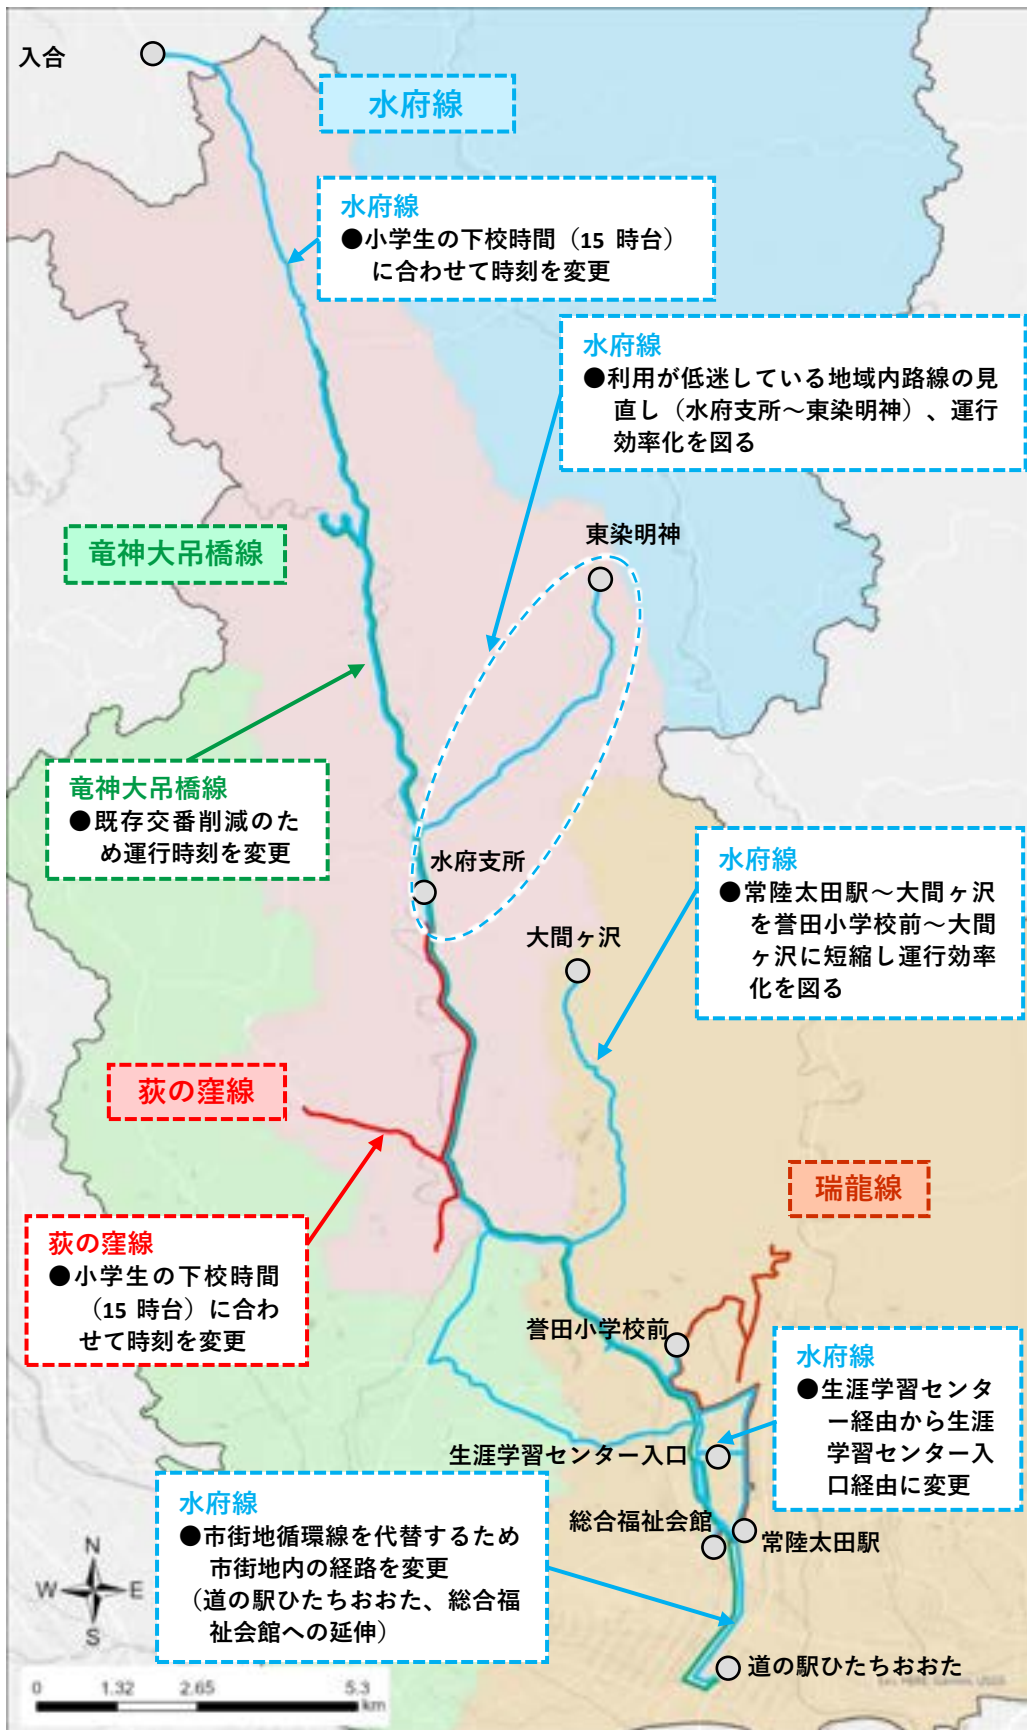 入合
水府線
水府線
●小学生の下校時間（15 時台）
に合わせて時刻を変更
水府線
●利用が低迷している地域内路線の見
直し（水府支所～東染明神）、運行
効率化を図る
竜神大吊橋線
東染明神
竜神大吊橋線
●既存交番削減のた
め運行時刻を変更
水府支所
水府線
●常陸太田駅～大間ヶ沢
を誉田小学校前～大間
ヶ沢に短縮し運行効率
化を図る
大間ヶ沢
荻の窪線
瑞龍線
荻の窪線
●小学生の下校時間
（15 時台）に合わ
せて時刻を変更
誉田小学校前
水府線
●生涯学習センタ
ー経由から生涯
学習センター入
口経由に変更
生涯学習センター入口
水府線
●市街地循環線を代替するため
市街地内の経路を変更
（道の駅ひたちおおた、総合福
祉会館への延伸）
総合福祉会館
常陸太田駅
道の駅ひたちおおた
N
W E
S
0 1.32 2.65 5.3
km